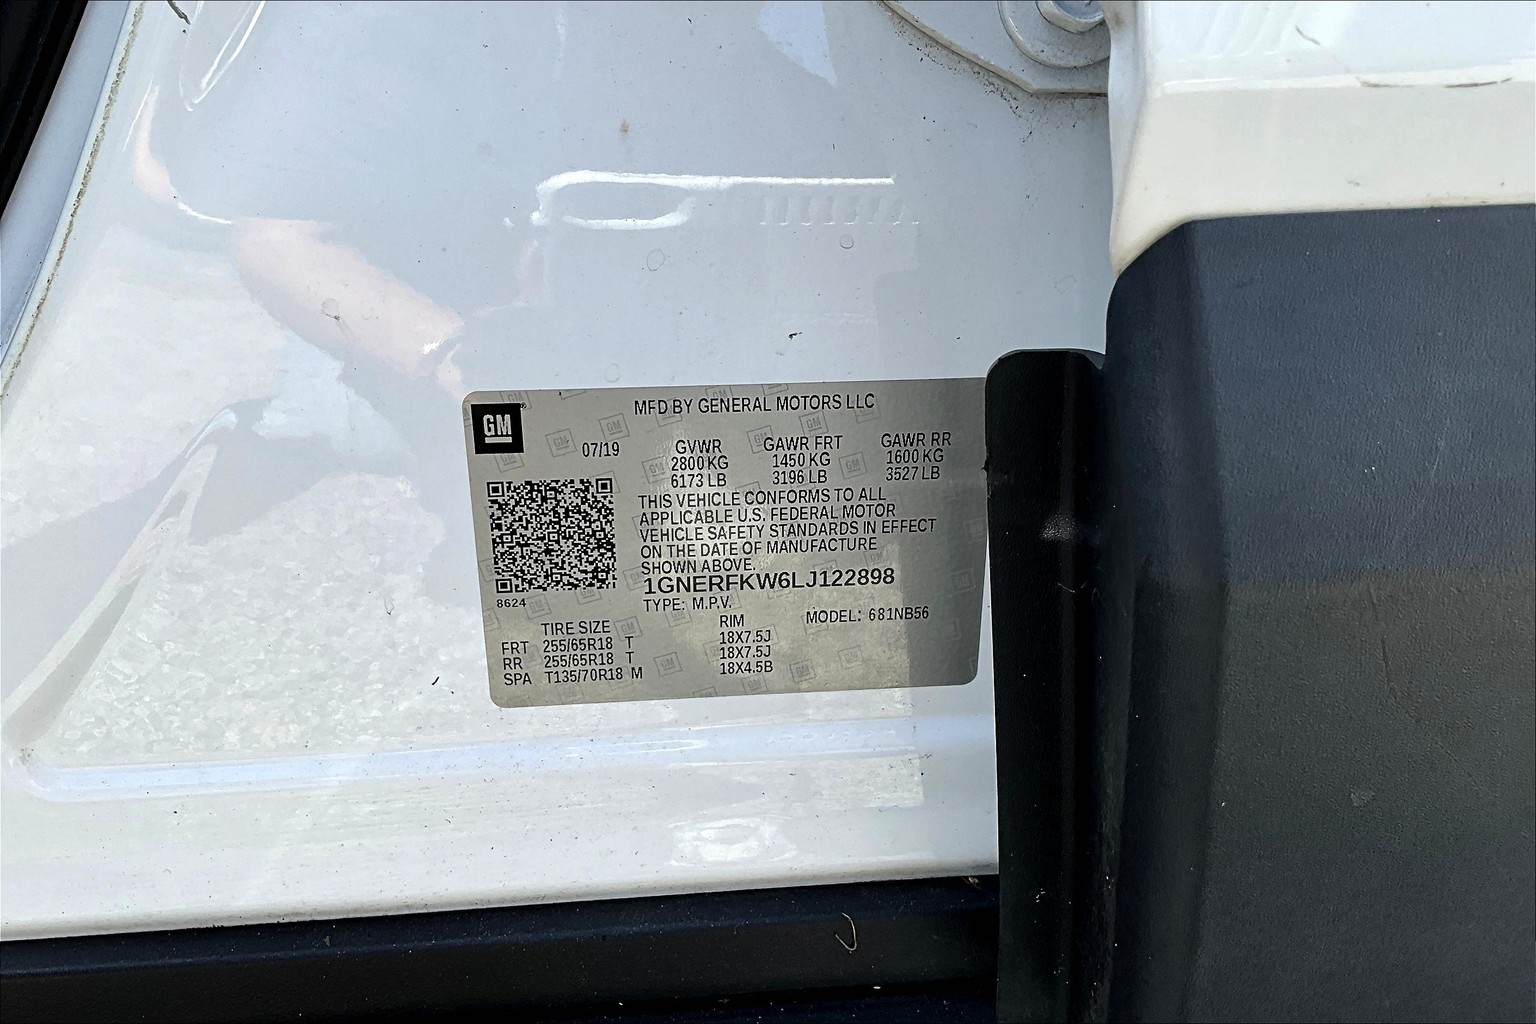 GM
MFD BY GENERAL MOTORS LLC
07/19 GVWR GAWR FRT GAWR RR
2800 KG 1450 KG 1600 KG
6173 LB 3196 LB 3527 LB
THIS VEHICLE CONFORMS TO ALL
APPLICABLE U.S. FEDERAL MOTOR
VEHICLE SAFETY STANDARDS IN EFFECT
ON THE DATE OF MANUFACTURE
SHOWN ABOVE.
1GNERFKW6LJ122898
8624
TYPE: M.P.V. MODEL: 681NB56
TIRE SIZE RIM
FRT 255/65R18 T 18X7.5J
RR 255/65R18 T 18X7.5J
SPA T135/70R18 M 18X4.5B